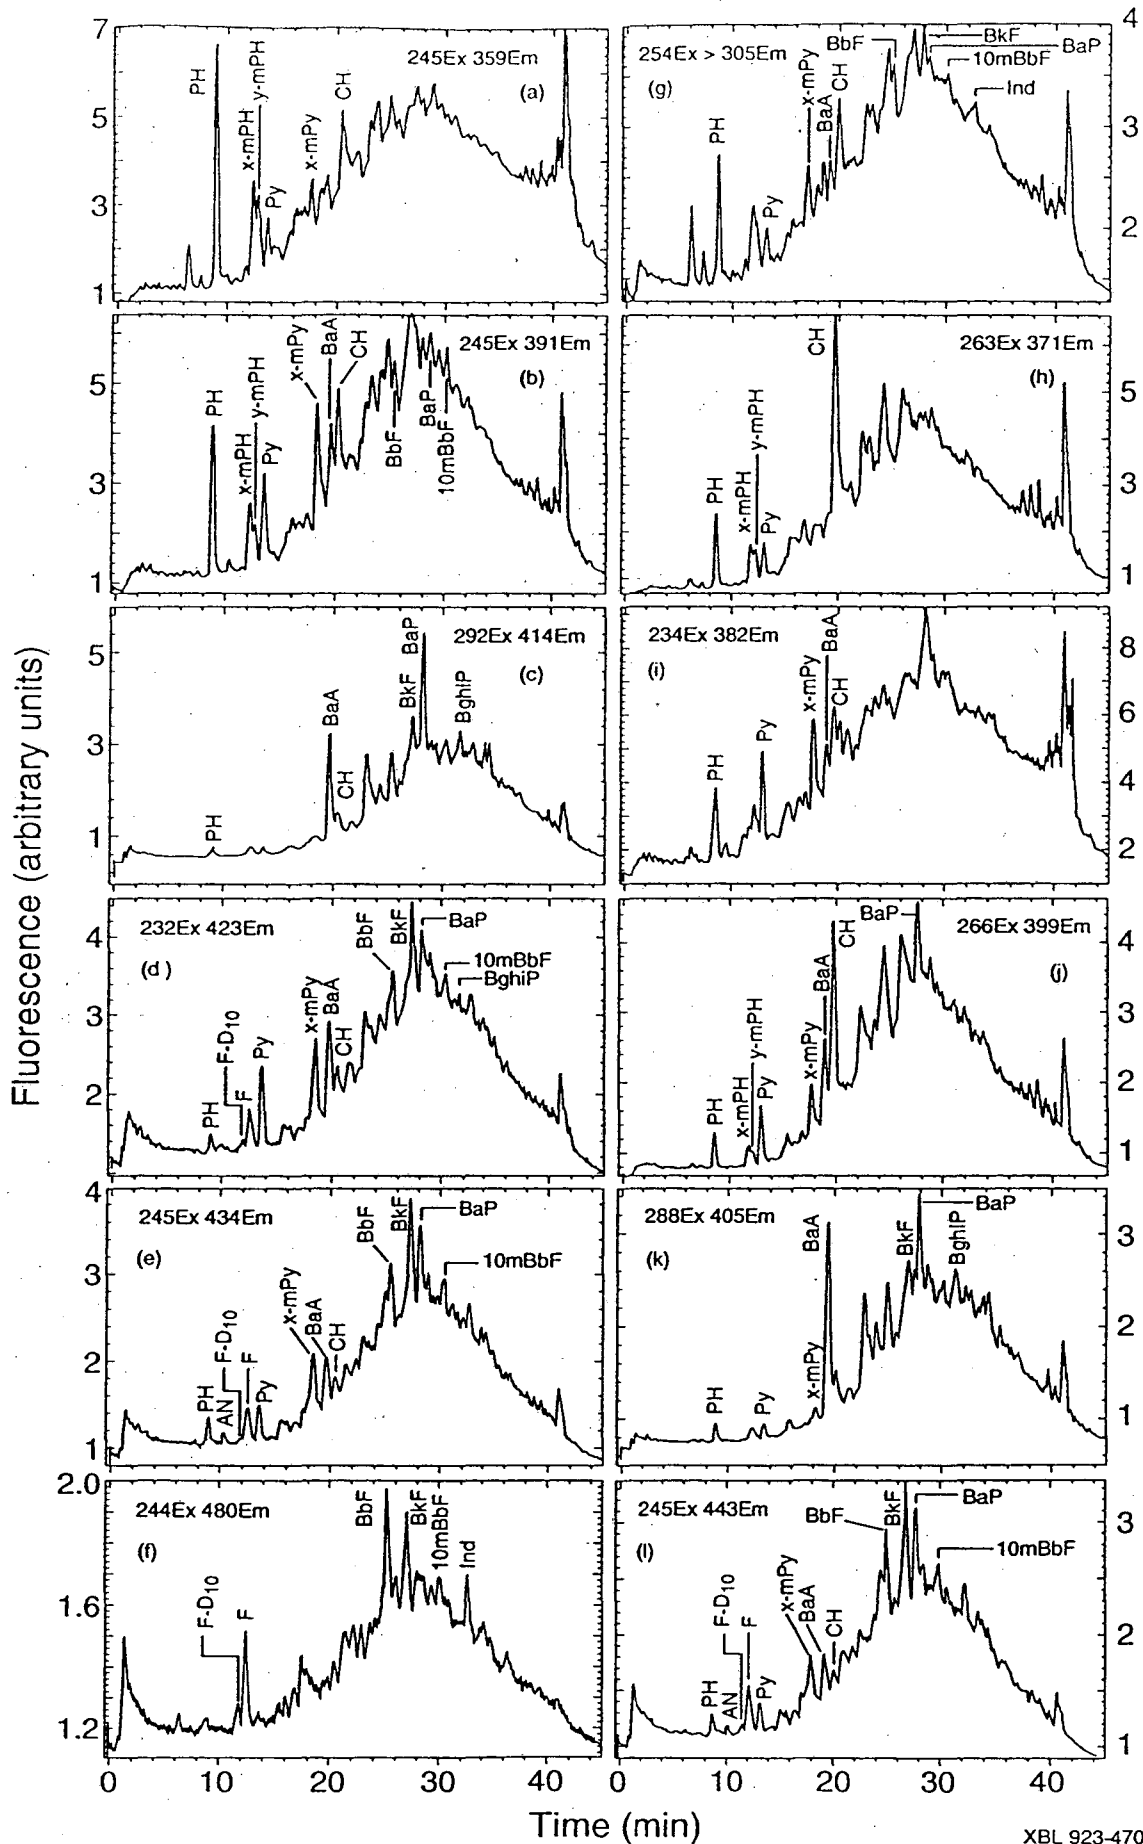 Fluorescence (arbitrary units)
7
5
3
1
245Ex 359Em
(a)
PH
x-mPH
y-mPH
Py
x-mPy
CH
4
3
2
1
254Ex > 305Em
(g)
PH
Py
x-mPy
BaA
CH
BbF
BkF
BaP
10mBbF
Ind
5
3
1
245Ex 391Em
(b)
PH
x-mPH
y-mPH
Py
x-mPy
BaA
CH
BbF
BaP
10mBbF
5
3
1
263Ex 371Em
(h)
PH
x-mPH
y-mPH
Py
CH
5
3
1
292Ex 414Em
(c)
PH
BaA
CH
BkF
BaP
BghiP
8
6
4
2
234Ex 382Em
(i)
PH
Py
x-mPy
BaA
CH
4
3
2
232Ex 423Em
(d)
PH
F-D10
F
Py
x-mPy
BaA
CH
BbF
BkF
BaP
10mBbF
BghiP
4
3
2
1
266Ex 399Em
(j)
PH
x-mPH
y-mPH
Py
x-mPy
BaA
CH
BaP
4
3
2
1
245Ex 434Em
(e)
PH
AN
F-D10
F
Py
x-mPy
BaA
CH
BbF
BkF
BaP
10mBbF
3
2
1
288Ex 405Em
(k)
PH
Py
x-mPy
BaA
BkF
BaP
BghiP
2.0
1.6
1.2
244Ex 480Em
(f)
F-D10
F
BbF
BkF
10mBbF
Ind
3
2
1
245Ex 443Em
(l)
PH
AN
F-D10
F
Py
x-mPy
BaA
CH
BbF
BkF
BaP
10mBbF
0 10 20 30 40
0 10 20 30 40
Time (min)
XBL 923-470